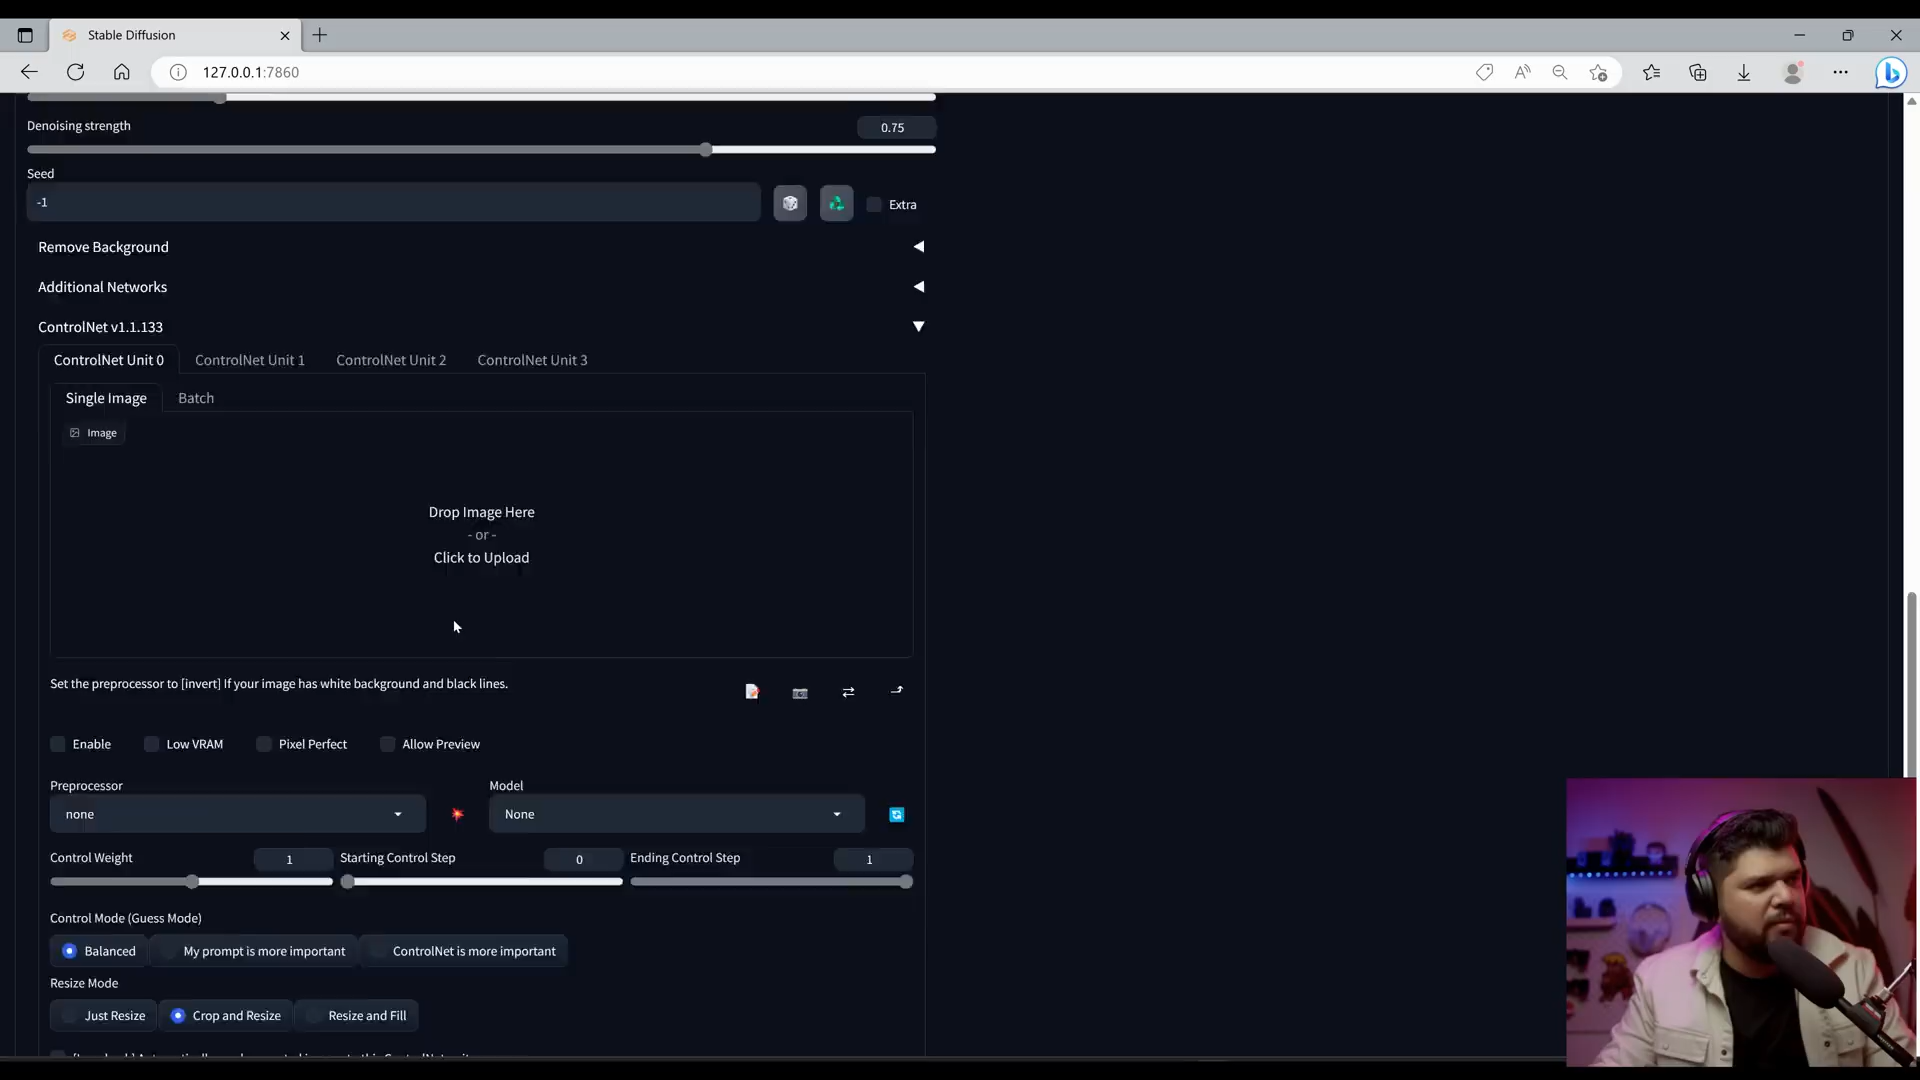 Stable Diffusion
127.0.0.1:7860
Denoising strength
0.75
Seed
-1
Extra
Remove Background
Additional Networks
ControlNet v1.1.133
ControlNet Unit 0 ControlNet Unit 1 ControlNet Unit 2 ControlNet Unit 3
Single Image Batch
Image
Drop Image Here
- or -
Click to Upload
Set the preprocessor to [invert] If your image has white background and black lines.
Enable Low VRAM Pixel Perfect Allow Preview
Preprocessor Model
none None
Control Weight 1 Starting Control Step 0 Ending Control Step 1
Control Mode (Guess Mode)
Balanced My prompt is more important ControlNet is more important
Resize Mode
Just Resize Crop and Resize Resize and Fill